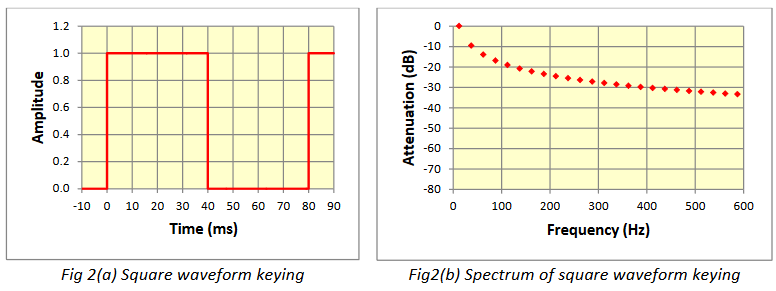 1.2
1.0
0.8
0.6
0.4
0.2
0.0
Amplitude
-10 0 10 20 30 40 50 60 70 80 90
Time (ms)
Fig 2(a) Square waveform keying
0
-10
-20
-30
-40
-50
-60
-70
-80
Attenuation (dB)
0 100 200 300 400 500 600
Frequency (Hz)
Fig2(b) Spectrum of square waveform keying